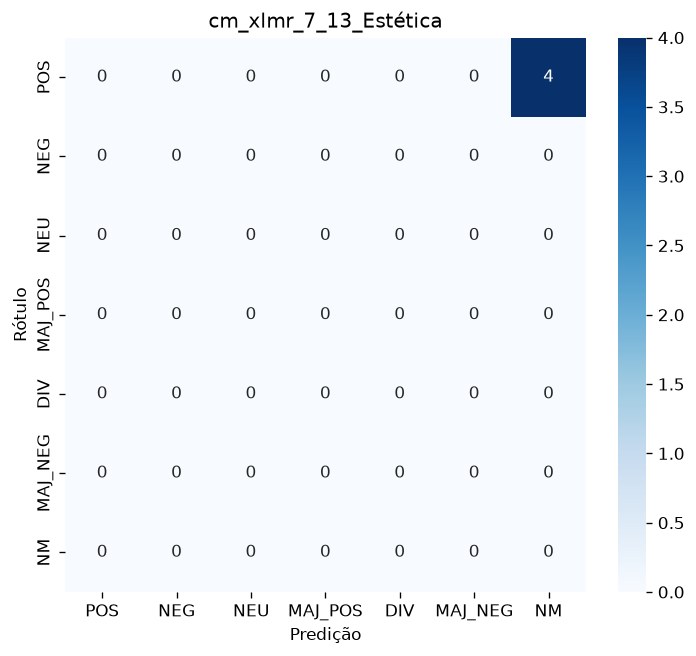 cm_xlmr_7_13_Estética
POS 0 0 0 0 0 0 4
NEG 0 0 0 0 0 0 0
NEU 0 0 0 0 0 0 0
MAJ_POS 0 0 0 0 0 0 0
DIV 0 0 0 0 0 0 0
MAJ_NEG 0 0 0 0 0 0 0
NM 0 0 0 0 0 0 0
Rótulo
POS NEG NEU MAJ_POS DIV MAJ_NEG NM
Predição
4.0
3.5
3.0
2.5
2.0
1.5
1.0
0.5
0.0